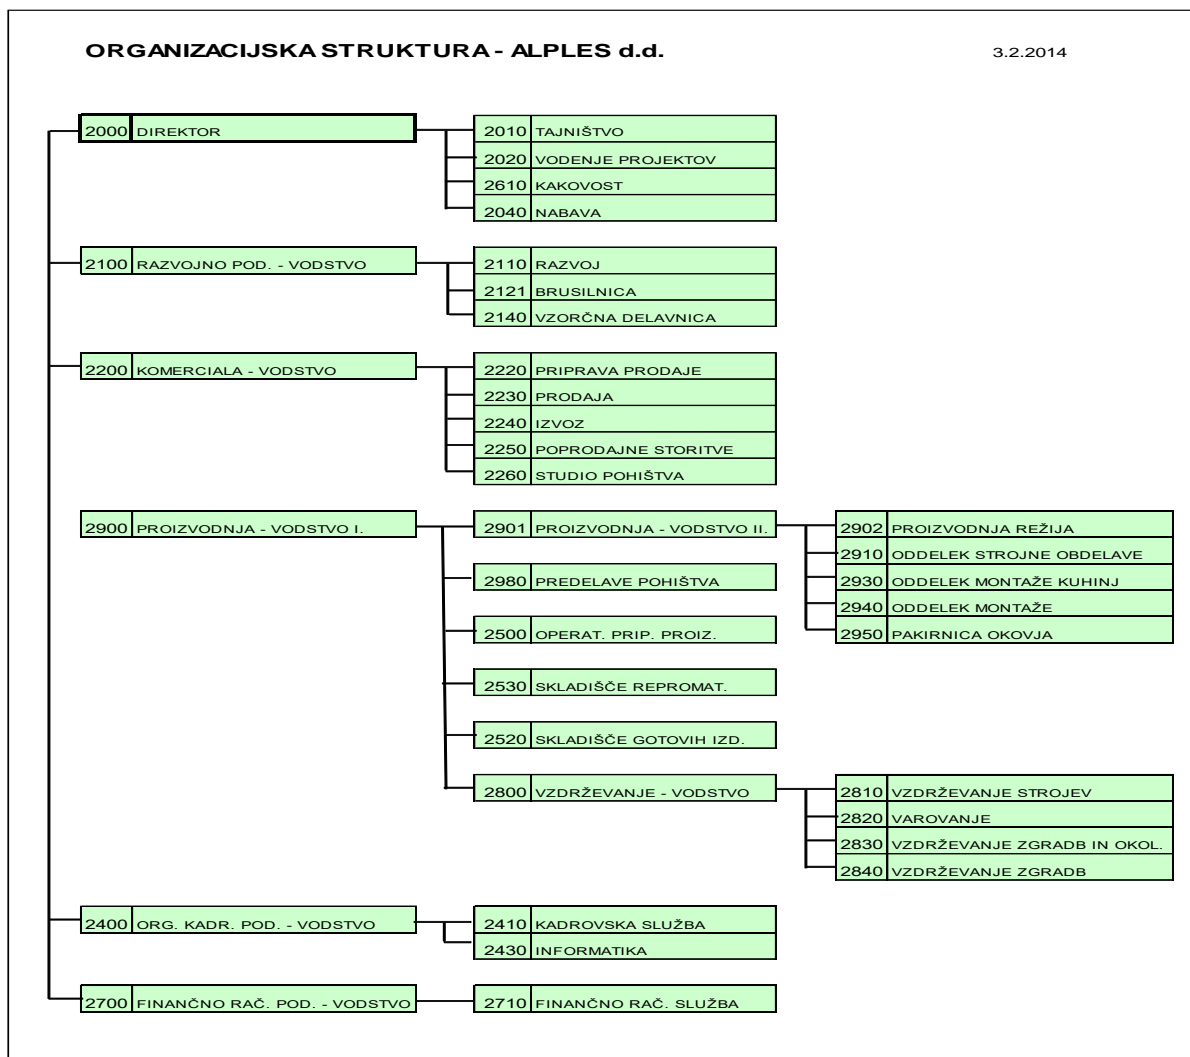 ORGANIZACIJSKA STRUKTURA - ALPLES d.d. 3.2.2014
2000 DIREKTOR
2010 TAJNIŠTVO
2020 VODENJE PROJEKTOV
2610 KAKOVOST
2040 NABAVA
2100 RAZVOJNO POD. - VODSTVO
2110 RAZVOJ
2121 BRUSILNICA
2140 VZORČNA DELAVNICA
2200 KOMERCIALA - VODSTVO
2220 PRIPRAVA PRODAJE
2230 PRODAJA
2240 IZVOZ
2250 POPRODAJNE STORITVE
2260 STUDIO POHIŠTVA
2900 PROIZVODNJA - VODSTVO I.
2901 PROIZVODNJA - VODSTVO II.
2902 PROIZVODNJA REŽIJA
2910 ODDELEK STROJNE OBDELAVE
2930 ODDELEK MONTAŽE KUHINJ
2940 ODDELEK MONTAŽE
2950 PAKIRNICA OKOVJA
2980 PREDELAVE POHIŠTVA
2500 OPERAT. PRIP. PROIZ.
2530 SKLADIŠČE REPROMAT.
2520 SKLADIŠČE GOTOVIH IZD.
2800 VZDRŽEVANJE - VODSTVO
2810 VZDRŽEVANJE STROJEV
2820 VAROVANJE
2830 VZDRŽEVANJE ZGRADB IN OKOL.
2840 VZDRŽEVANJE ZGRADB
2400 ORG. KADR. POD. - VODSTVO
2410 KADROVSKA SLUŽBA
2430 INFORMATIKA
2700 FINANČNO RAČ. POD. - VODSTVO
2710 FINANČNO RAČ. SLUŽBA